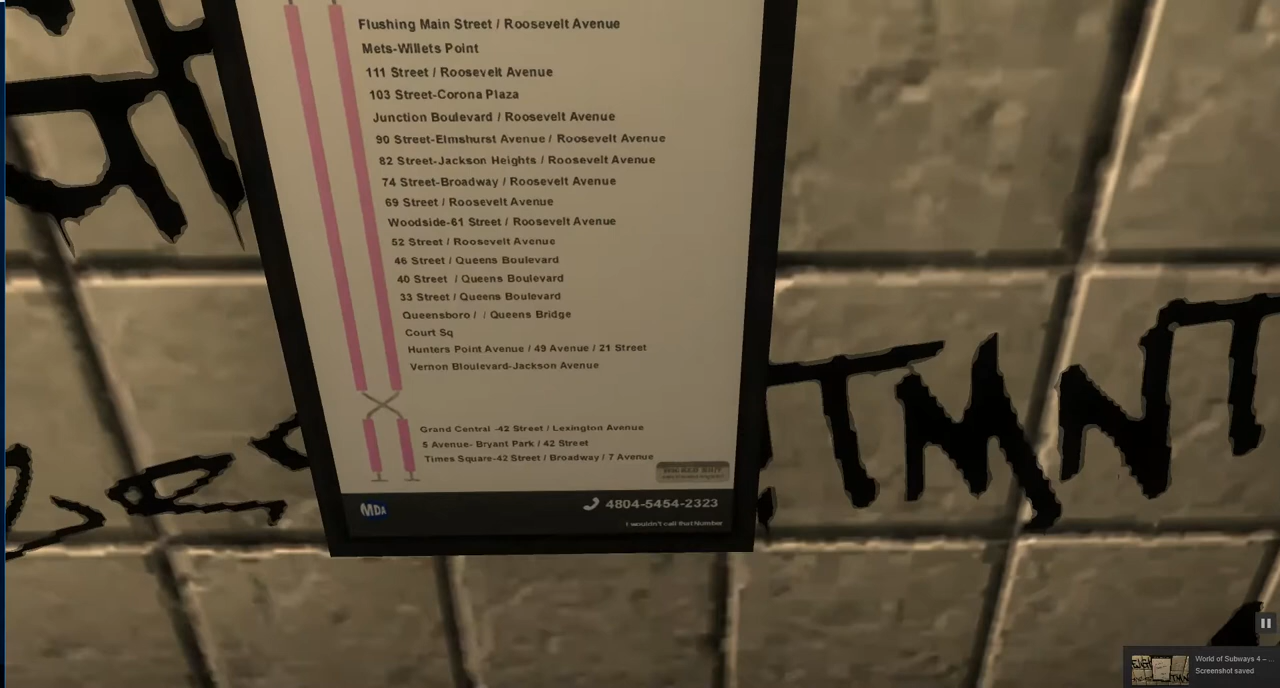 Flushing Main Street / Roosevelt Avenue
Mets-Willets Point
111 Street / Roosevelt Avenue
103 Street-Corona Plaza
Junction Boulevard / Roosevelt Avenue
90 Street-Elmshurst Avenue / Roosevelt Avenue
82 Street-Jackson Heights / Roosevelt Avenue
74 Street-Broadway / Roosevelt Avenue
69 Street / Roosevelt Avenue
Woodside-61 Street / Roosevelt Avenue
52 Street / Roosevelt Avenue
46 Street / Queens Boulevard
40 Street / Queens Boulevard
33 Street / Queens Boulevard
Queensboro / / Queens Bridge
Court Sq
Hunters Point Avenue / 49 Avenue / 21 Street
Vernon Bloulevard-Jackson Avenue
Grand Central -42 Street / Lexington Avenue
5 Avenue- Bryant Park / 42 Street
Times Square-42 Street / Broadway / 7 Avenue
MDA
4804-5454-2323
I wouldn't call that Number
TMNT
World of Subways 4 – ...
Screenshot saved